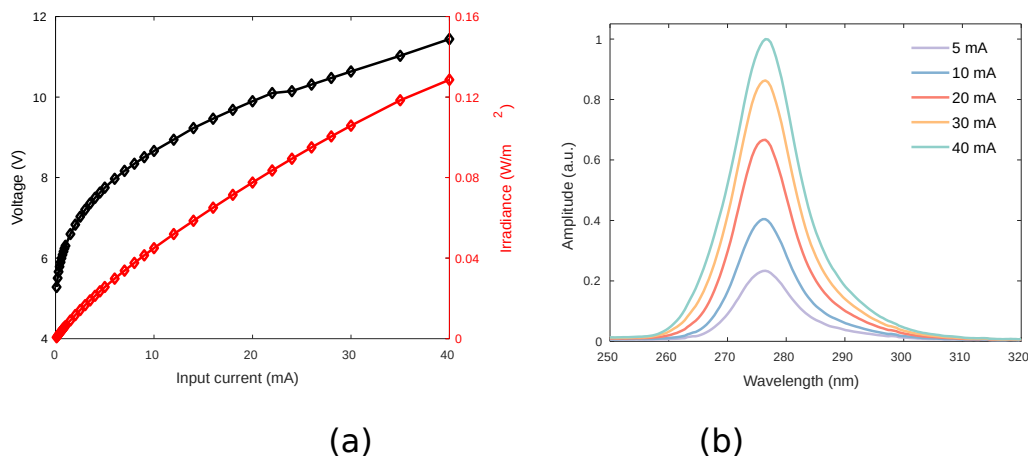 12
10
8
6
4
Voltage (V)
0
10
20
30
40
Input current (mA)
0.16
0.12
0.08
0.04
0
Irradiance (W/m 2 )
(a)
1
0.8
0.6
0.4
0.2
0
Amplitude (a.u.)
250
260
270
280
290
300
310
320
Wavelength (nm)
5 mA
10 mA
20 mA
30 mA
40 mA
(b)